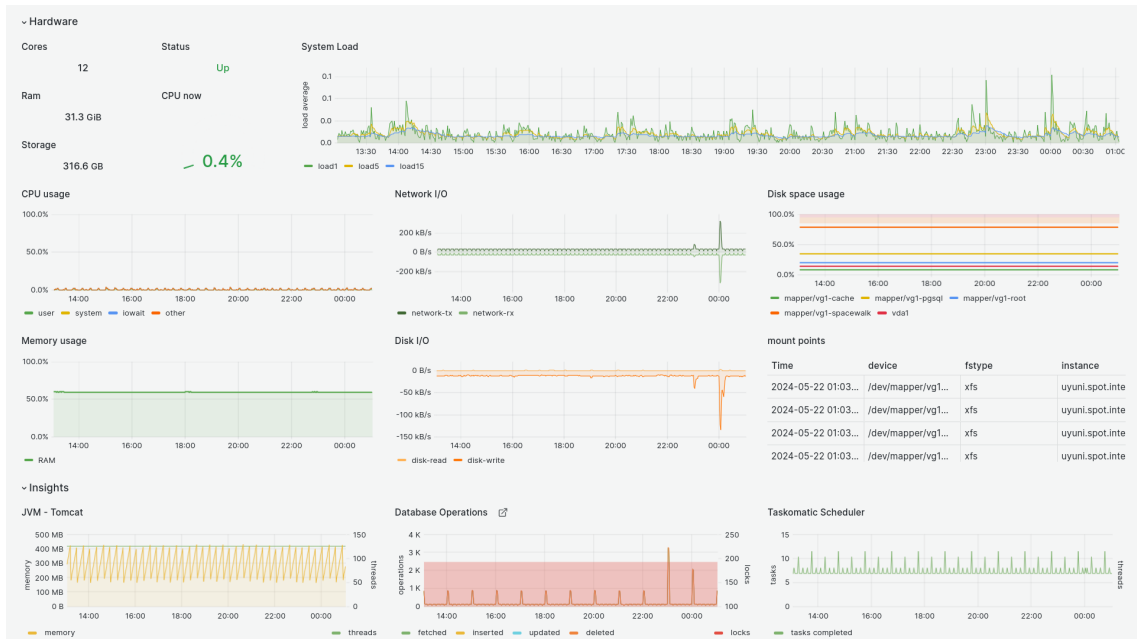 Hardware
Cores
12
Status
Up
Ram
31.3 GiB
CPU now
Storage
316.6 GB
0.4%
System Load
load average
0.1
0.1
0.0
0.0
13:30 14:00 14:30 15:00 15:30 16:00 16:30 17:00 17:30 18:00 18:30 19:00 19:30 20:00 20:30 21:00 21:30 22:00 22:30 23:00 23:30 00:00 00:30 01:00
load1 load5 load15
CPU usage
100.0%
50.0%
0.0%
14:00 16:00 18:00 20:00 22:00 00:00
user system iowait other
Network I/O
200 kB/s
0 B/s
-200 kB/s
14:00 16:00 18:00 20:00 22:00 00:00
network-tx network-rx
Disk space usage
100.0%
50.0%
0.0%
14:00 16:00 18:00 20:00 22:00 00:00
mapper/vg1-cache mapper/vg1-pgsql mapper/vg1-root
mapper/vg1-spacewalk vda1
Memory usage
100.0%
50.0%
0.0%
14:00 16:00 18:00 20:00 22:00 00:00
RAM
Disk I/O
0 B/s
-50 kB/s
-100 kB/s
-150 kB/s
14:00 16:00 18:00 20:00 22:00 00:00
disk-read disk-write
mount points
Time device fstype instance
2024-05-22 01:03... /dev/mapper/vg1... xfs uyuni.spot.inte
2024-05-22 01:03... /dev/mapper/vg1... xfs uyuni.spot.inte
2024-05-22 01:03... /dev/mapper/vg1... xfs uyuni.spot.inte
2024-05-22 01:03... /dev/mapper/vg1... xfs uyuni.spot.inte
Insights
JVM - Tomcat
memory
500 MB
400 MB
300 MB
200 MB
100 MB
0 B
150
100
50
0
threads
14:00 16:00 18:00 20:00 22:00 00:00
memory threads
Database Operations
operations
4 K
3 K
2 K
1 K
0
250
200
150
100
locks
14:00 16:00 18:00 20:00 22:00 00:00
fetched inserted updated deleted locks
Taskomatic Scheduler
tasks
15
10
5
0
threads
14:00 16:00 18:00 20:00 22:00 00:00
tasks completed